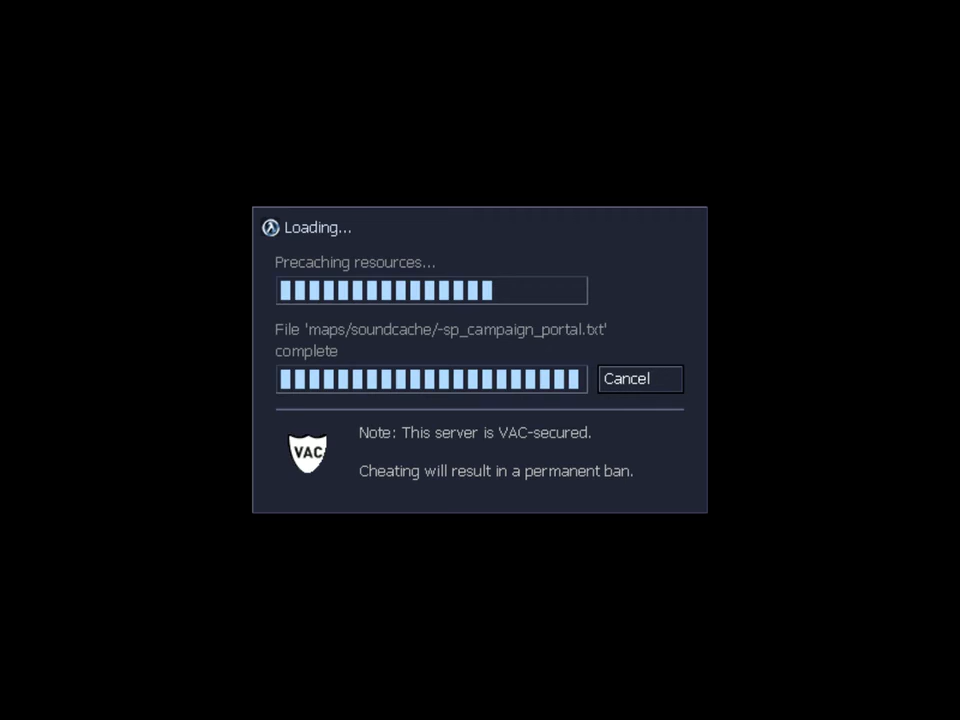 Loading...
Precaching resources...
File 'maps/soundcache/-sp_campaign_portal.txt'
complete
Cancel
VAC
Note: This server is VAC-secured.
Cheating will result in a permanent ban.